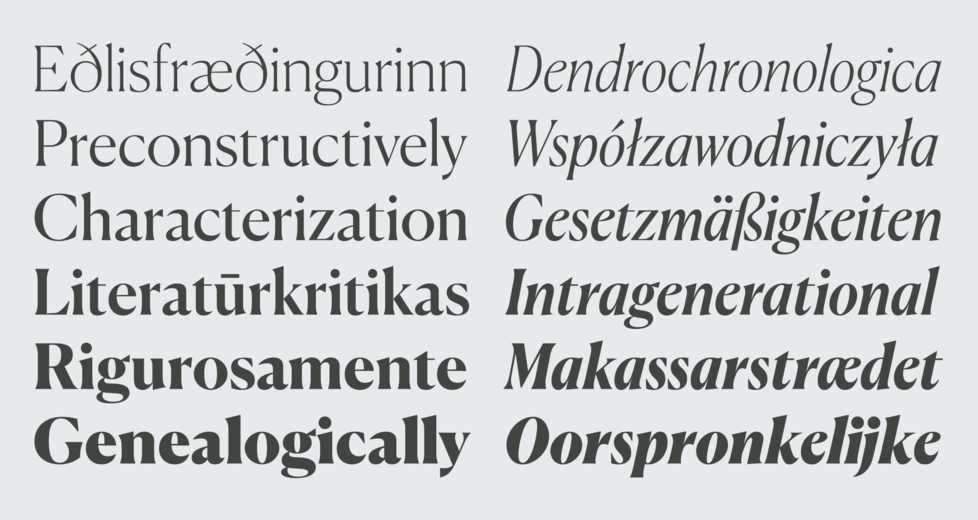 Eðlisfræðingurinn
Preconstructively
Characterization
Literatūrkritikas
Rigurosamente
Genealogically
Dendrochronologica
Współzawodniczyła
Gesetzmäßigkeiten
Intragenerational
Makassarstrædet
Oorspronkelijke